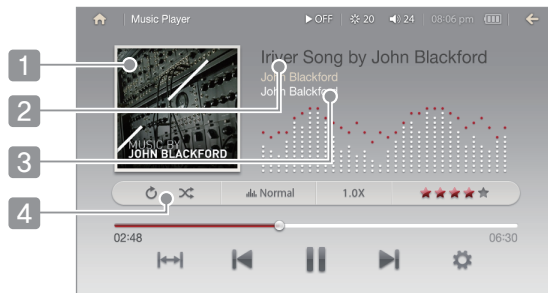 Music Player
OFF
20
24
08:06 pm
1
2
3
4
Iriver Song by John Blackford
John Blackford
John Balckford
MUSIC BY
JOHN BLACKFORD
Normal
1.0X
02:48
06:30